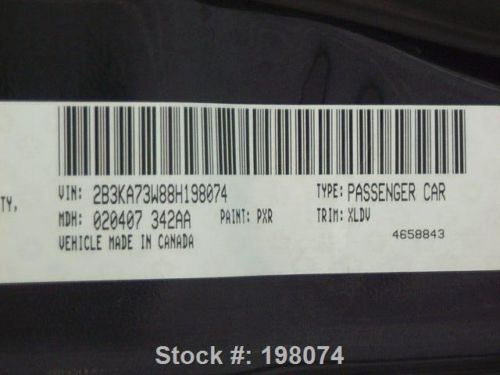 VIN: 2B3KA73W88H198074 TYPE: PASSENGER CAR
TY,
MDH: 020407 342AA PAINT: PXR TRIM: XLDV
VEHICLE MADE IN CANADA 4658843
Stock #: 198074